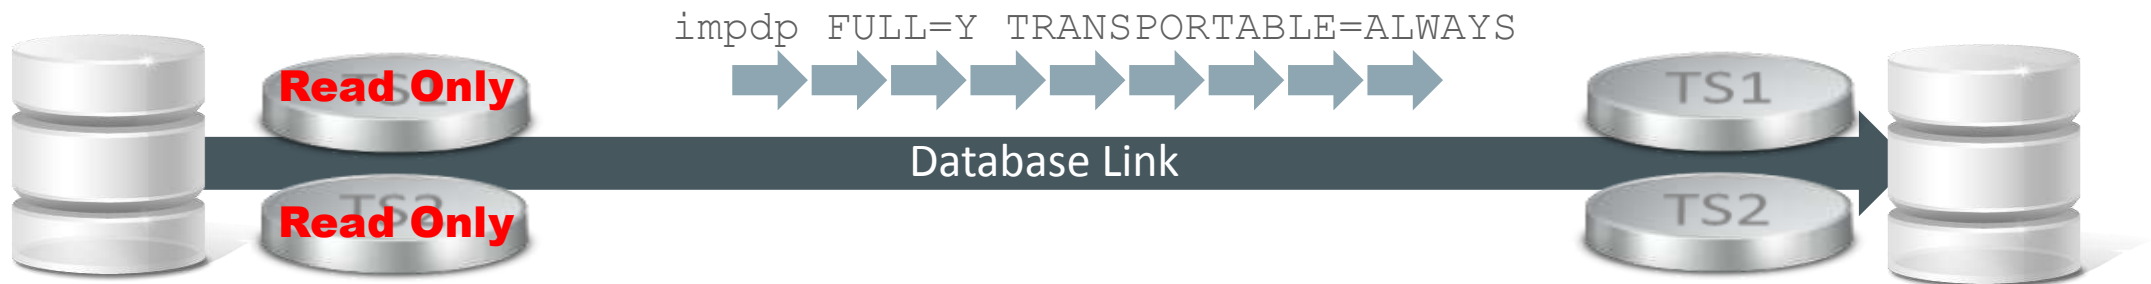 impdp FULL=Y TRANSPORTABLE=ALWAYS
Read Only
TS1
Database Link
Read Only
TS2